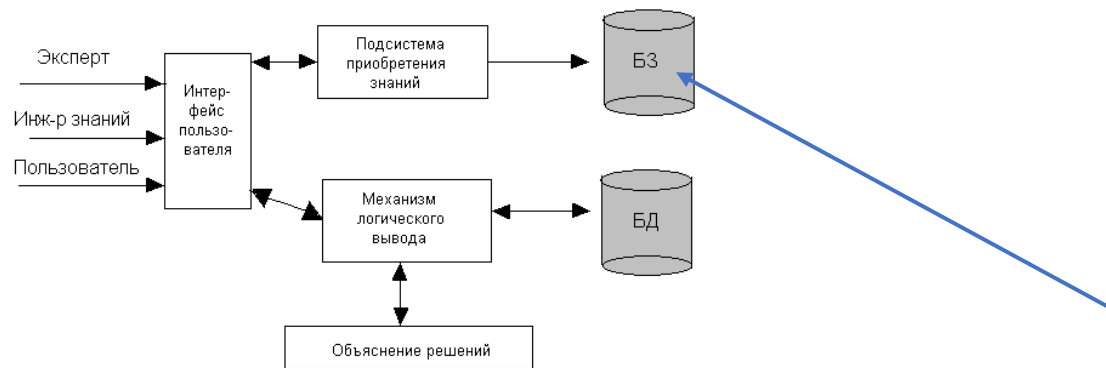 Эксперт
Инж-р знаний
Пользователь
Интер-
фейс
пользо-
вателя
Подсистема
приобретения
знаний
БЗ
Механизм
логического
вывода
БД
Объяснение решений